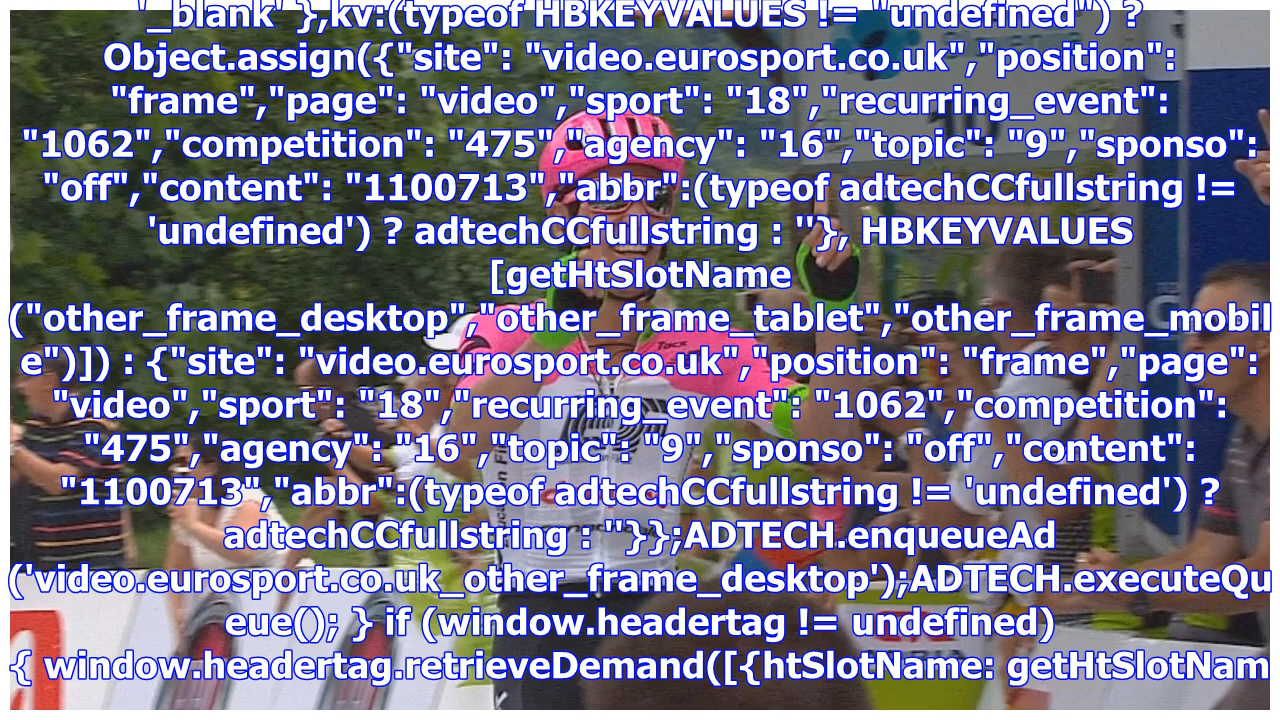 '_blank' },kv:(typeof HBKEYVALUES != "undefined") ?
Object.assign({"site": "video.eurosport.co.uk","position":
"frame","page": "video","sport": "18","recurring_event":
"1062","competition": "475","agency": "16","topic": "9","sponso":
"off","content": "1100713","abbr":(typeof adtechCCfullstring !=
'undefined') ? adtechCCfullstring : ''}, HBKEYVALUES
[getHtSlotName
("other_frame_desktop","other_frame_tablet","other_frame_mobil
e")]) : {"site": "video.eurosport.co.uk","position": "frame","page":
"video","sport": "18","recurring_event": "1062","competition":
"475","agency": "16","topic": "9","sponso": "off","content":
"1100713","abbr":(typeof adtechCCfullstring != 'undefined') ?
adtechCCfullstring : ''}};ADTECH.enqueueAd
('video.eurosport.co.uk_other_frame_desktop');ADTECH.executeQu
eue(); } if (window.headertag != undefined)
{ window.headertag.retrieveDemand([{htSlotName: getHtSlotNam
Tacx